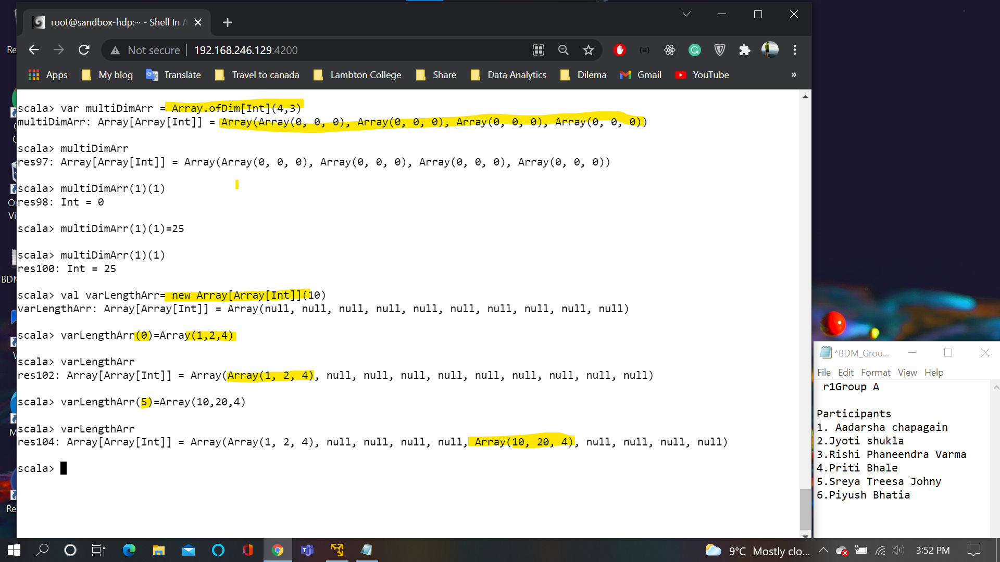 root@sandbox-hdp:~ - Shell In A
Not secure | 192.168.246.129:4200
Apps My blog Translate Travel to canada Lambton College Share Data Analytics Dilema Gmail YouTube »
scala> var multiDimArr = Array.ofDim[Int](4,3)
multiDimArr: Array[Array[Int]] = Array(Array(0, 0, 0), Array(0, 0, 0), Array(0, 0, 0), Array(0, 0, 0))
scala> multiDimArr
res97: Array[Array[Int]] = Array(Array(0, 0, 0), Array(0, 0, 0), Array(0, 0, 0), Array(0, 0, 0))
scala> multiDimArr(1)(1)
res98: Int = 0
scala> multiDimArr(1)(1)=25
scala> multiDimArr(1)(1)
res100: Int = 25
scala> val varLengthArr= new Array[Array[Int]](10)
varLengthArr: Array[Array[Int]] = Array(null, null, null, null, null, null, null, null, null, null)
scala> varLengthArr(0)=Array(1,2,4)
scala> varLengthArr
res102: Array[Array[Int]] = Array(Array(1, 2, 4), null, null, null, null, null, null, null, null, null)
scala> varLengthArr(5)=Array(10,20,4)
scala> varLengthArr
res104: Array[Array[Int]] = Array(Array(1, 2, 4), null, null, null, null, Array(10, 20, 4), null, null, null, null)
scala>
*BDM_Grou...
File Edit Format View Help
r1Group A
Participants
1. Aadarsha chapagain
2.Jyoti shukla
3.Rishi Phaneendra Varma
4.Priti Bhale
5.Sreya Treesa Johny
6.Piyush Bhatia
9°C Mostly clo... 3:52 PM